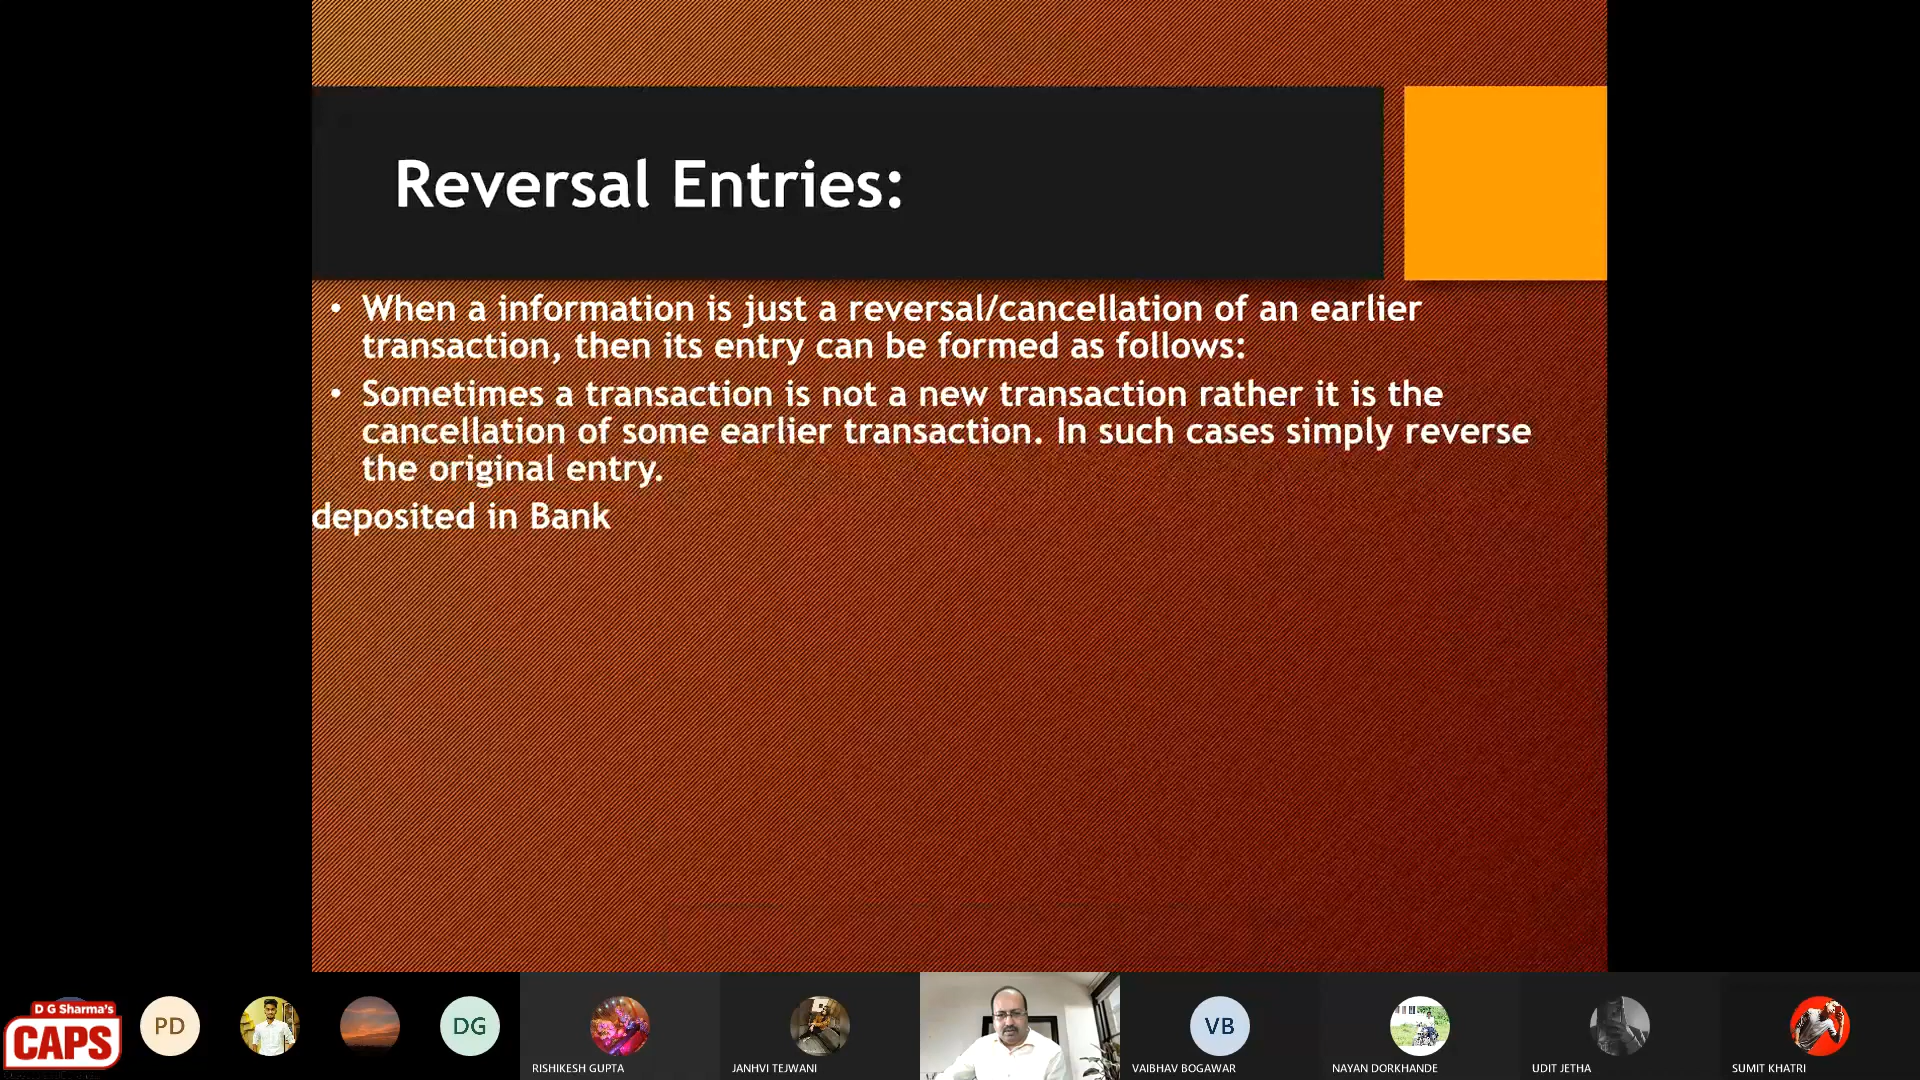 Reversal Entries:
• When a information is just a reversal/cancellation of an earlier
transaction, then its entry can be formed as follows:
• Sometimes a transaction is not a new transaction rather it is the
cancellation of some earlier transaction. In such cases simply reverse
the original entry.
deposited in Bank
D G Sharma's
CAPS
PD
DG
VB
RISHIKESH GUPTA
JANHVI TEJWANI
VAIBHAV BOGAWAR
NAYAN DORKHANDE
UDIT JETHA
SUMIT KHATRI